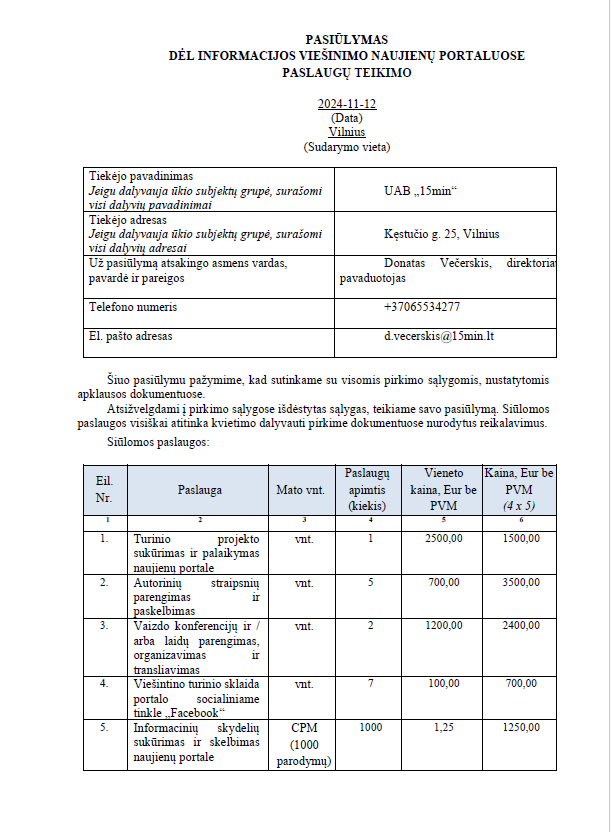 PASIŪLYMAS
DĖL INFORMACIJOS VIEŠINIMO NAUJIENŲ PORTALUOSE
PASLAUGŲ TEIKIMO
2024-11-12
(Data)
Vilnius
(Sudarymo vieta)
Tiekėjo pavadinimas
Jeigu dalyvauja ūkio subjektų grupė, surašomi
visi dalyvių pavadinimai
UAB „15min“
Tiekėjo adresas
Jeigu dalyvauja ūkio subjektų grupė, surašomi
visi dalyvių adresai
Kęstučio g. 25, Vilnius
Už pasiūlymą atsakingo asmens vardas,
pavardė ir pareigos
Donatas Večerskis, direktoriau
pavaduotojas
Telefono numeris
+37065534277
El. pašto adresas
d.vecerskis@15min.lt
Šiuo pasiūlymu pažymime, kad sutinkame su visomis pirkimo sąlygomis, nustatytomis
apklausos dokumentuose.
Atsižvelgdami į pirkimo sąlygose išdėstytas sąlygas, teikiame savo pasiūlymą. Siūlomos
paslaugos visiškai atitinka kvietimo dalyvauti pirkime dokumentuose nurodytus reikalavimus.
Siūlomos paslaugos:
Eil.
Nr.
Paslauga
Mato vnt.
Paslaugų
apimtis
(kiekis)
Vieneto
kaina, Eur be
PVM
Kaina, Eur be
PVM
(4 x 5)
1 2 3 4 5 6
1.
Turinio projekto
sukūrimas ir palaikymas
naujienų portale
vnt.
1
2500,00
1500,00
2.
Autorinių straipsnių
parengimas ir
paskelbimas
vnt.
5
700,00
3500,00
3.
Vaizdo konferencijų ir /
arba laidų parengimas,
organizavimas ir
transliavimas
vnt.
2
1200,00
2400,00
4.
Viešintino turinio sklaida
portalo socialiniame
tinkle „Facebook“
vnt.
7
100,00
700,00
5.
Informacinių skydelių
sukūrimas ir skelbimas
naujienų portale
CPM
(1000
parodymų)
1000
1,25
1250,00